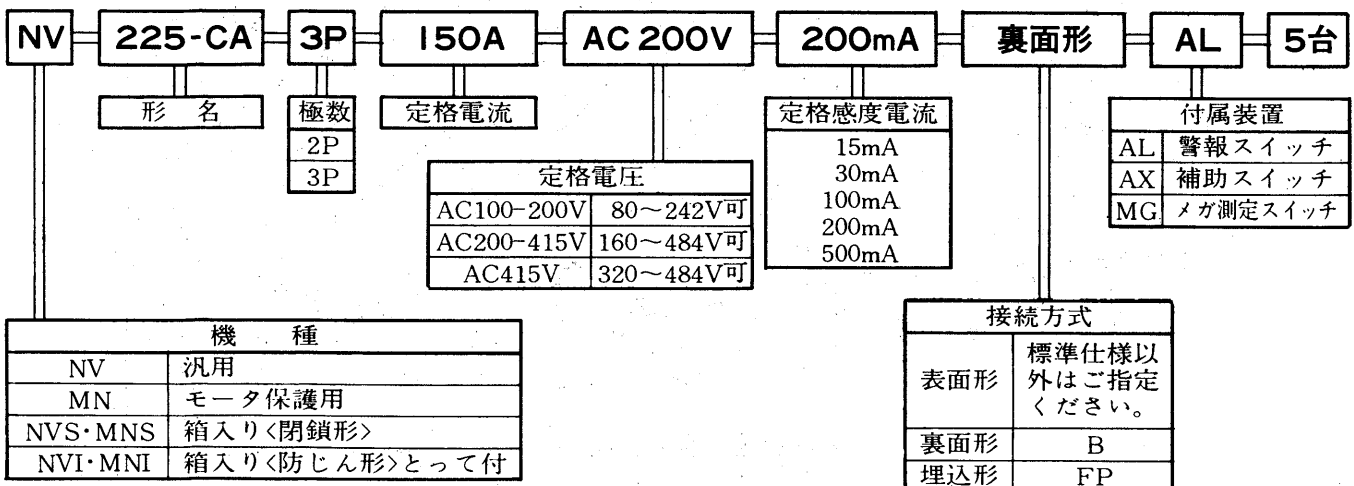 NV 225-CA 3P 150A AC 200V 200mA 裏面形 AL 5台
形 名
極数
2P
3P
定格電流
定格電圧
AC100-200V 80〜242V可
AC200-415V 160〜484V可
AC415V 320〜484V可
定格感度電流
15mA
30mA
100mA
200mA
500mA
付属装置
AL 警報スイッチ
AX 補助スイッチ
MG メガ測定スイッチ
機 種
NV 汎用
MN モータ保護用
NVS・MNS 箱入り<閉鎖形>
NVI・MNI 箱入り<防じん形>とって付
接続方式
表面形 標準仕様以
外はご指定
ください。
裏面形 B
埋込形 FP